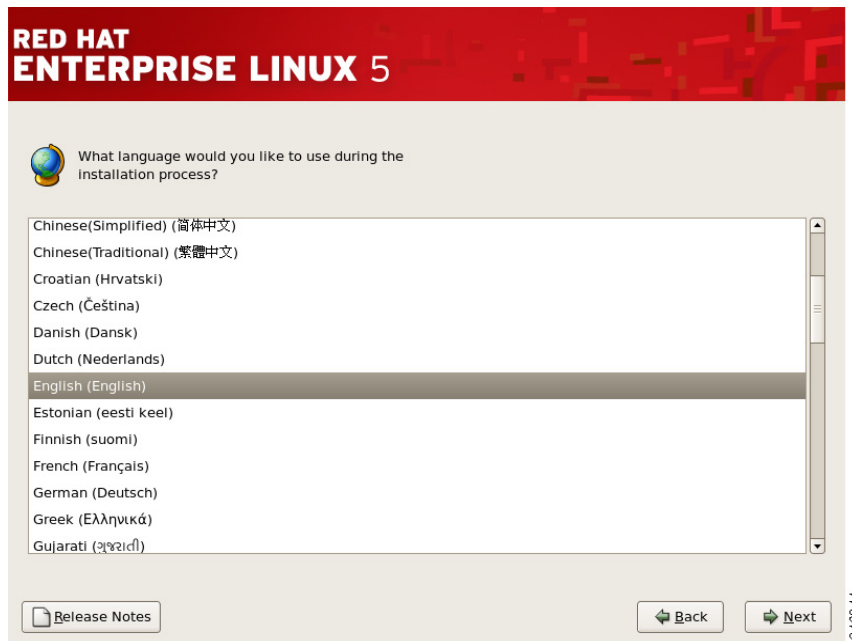 RED HAT
ENTERPRISE LINUX 5
What language would you like to use during the
installation process?
Chinese(Simplified) (简体中文)
Chinese(Traditional) (繁體中文)
Croatian (Hrvatski)
Czech (Čeština)
Danish (Dansk)
Dutch (Nederlands)
English (English)
Estonian (eesti keel)
Finnish (suomi)
French (Français)
German (Deutsch)
Greek (Ελληνικά)
Gujarati (ગુજરાતી)
Release Notes
Back
Next